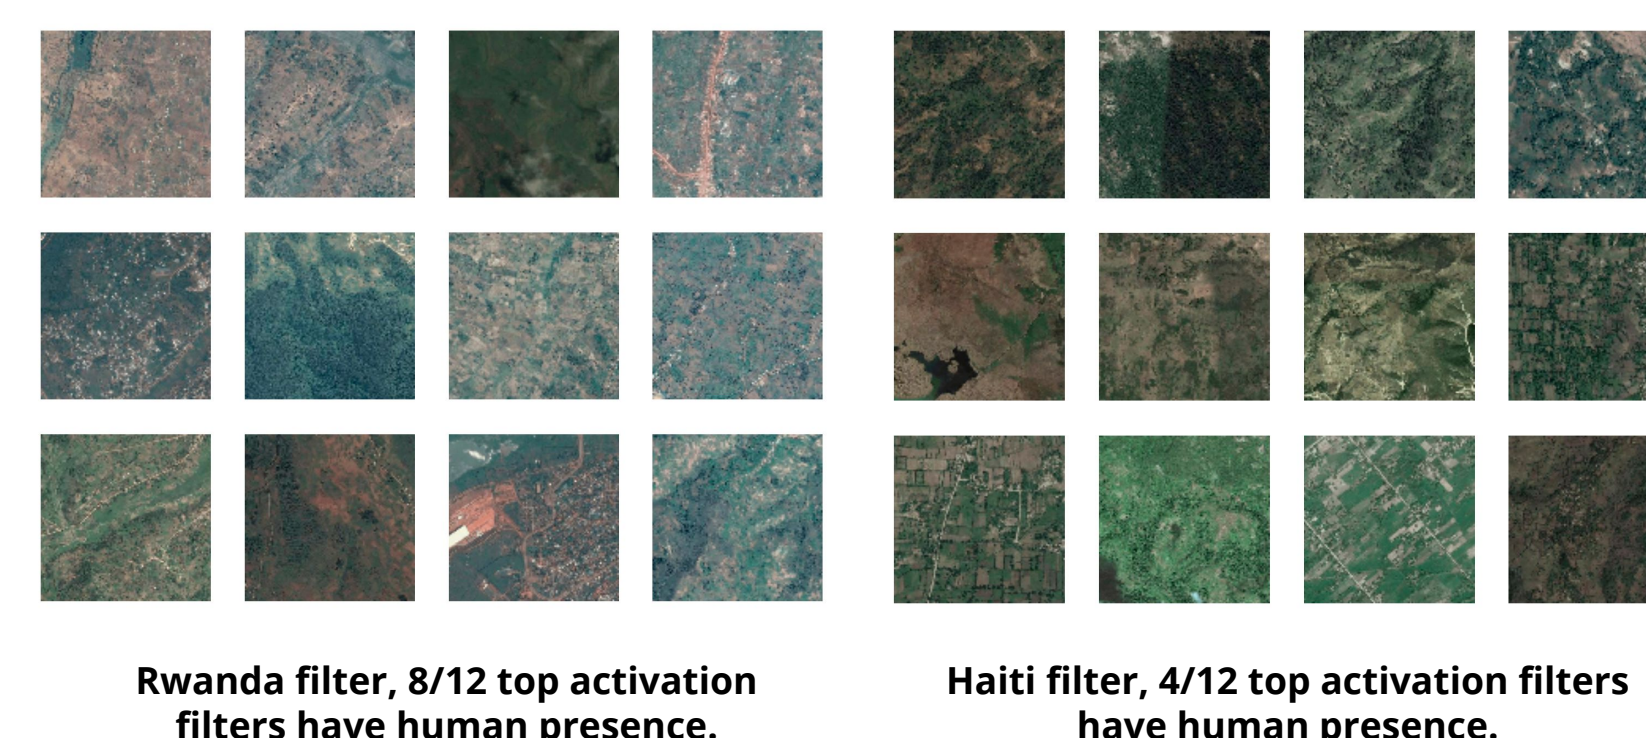 Rwanda filter, 8/12 top activation
filters have human presence.
Haiti filter, 4/12 top activation filters
have human presence.